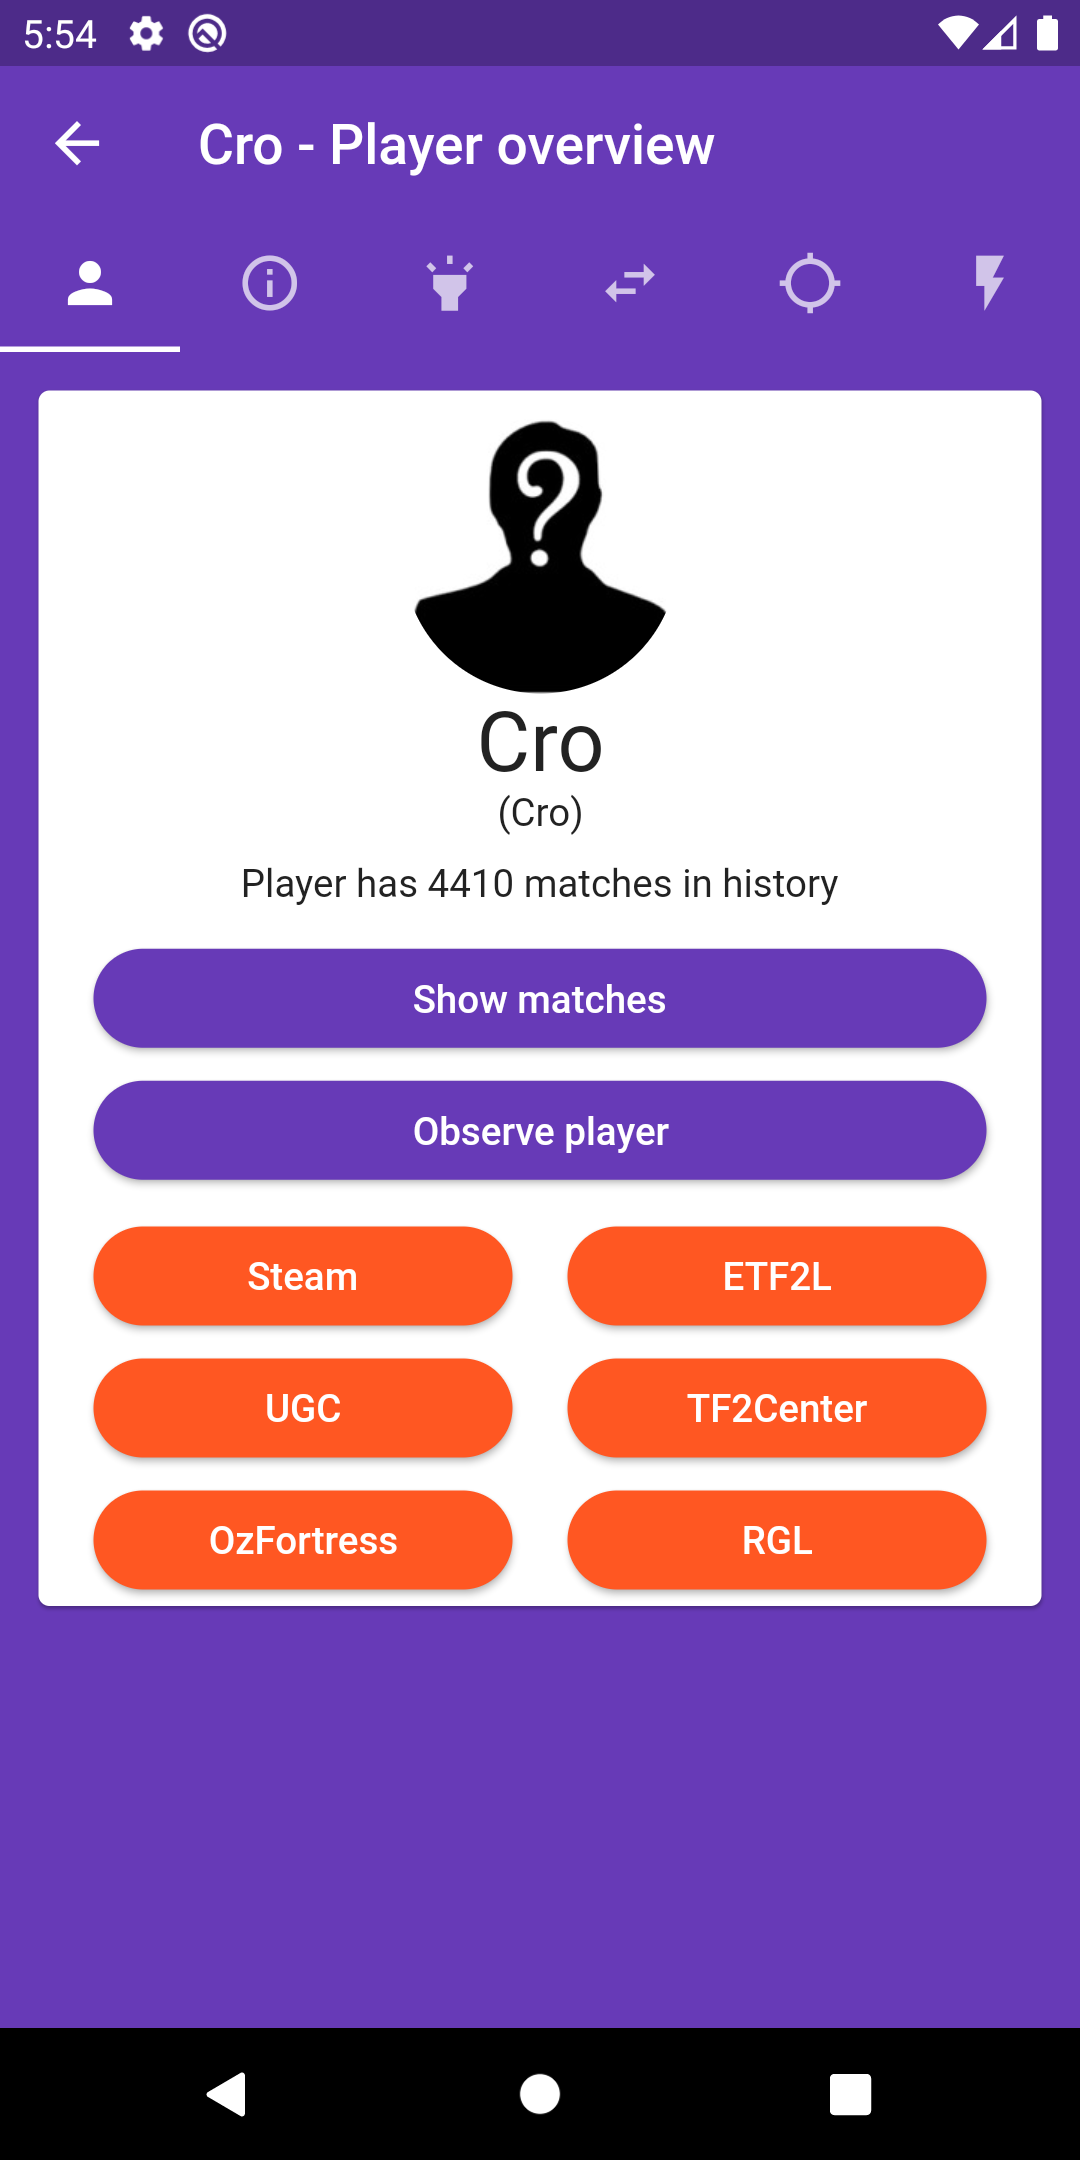 5:54
Cro - Player overview
?
Cro
(Cro)
Player has 4410 matches in history
Show matches
Observe player
Steam
ETF2L
UGC
TF2Center
OzFortress
RGL